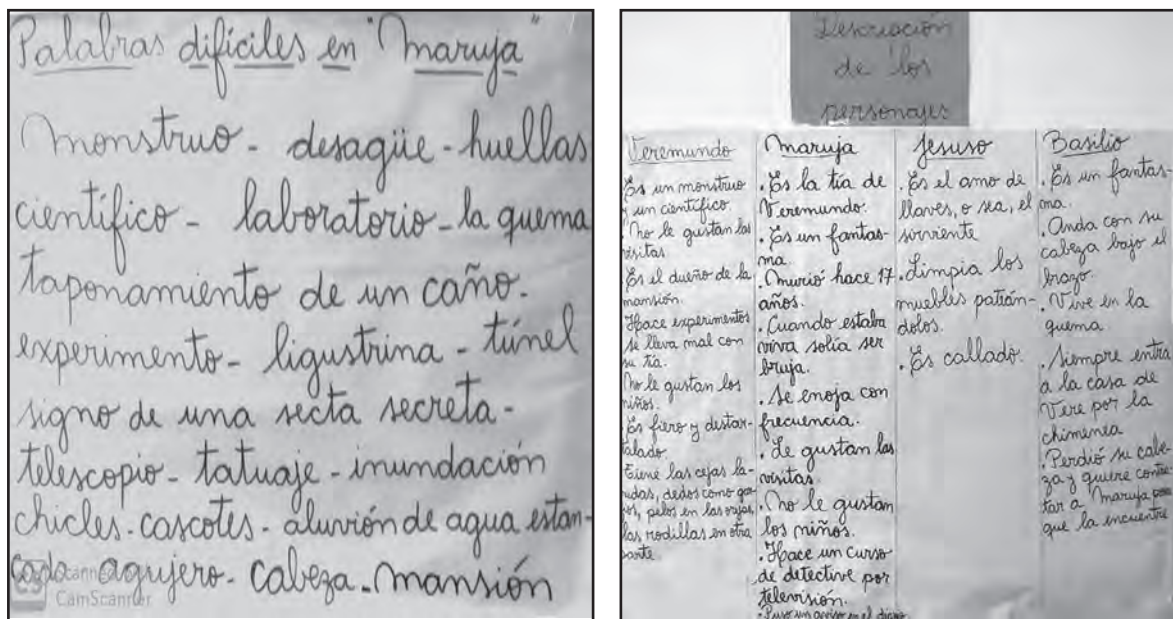 Palabras difíciles en "Maruja"
Monstruo - desagüe - huellas
científico - laboratorio - la quema
taponamiento de un caño.
experimento - ligustrina - túnel
signo de una secta secreta -
telescopio - tatuaje - inundación
chicles - cascotes - aluvión de agua estan-
cada agujero - cabeza - mansión
CamScanner
Descripción
de los
personajes
Veremundo
Es un monstruo
y un científico.
No le gustan las
visitas
Es el dueño de la
mansión.
Hace experimentos
se lleva mal con
su tía.
No le gustan los
niños.
Es fiero y destar-
talado.
Tiene las cejas la-
dedos como
pelos en las orejas,
las rodillas en otra
parte.
Maruja
. Es la tía de
Veremundo.
. Es un fantas-
ma.
. Murió hace 17
años.
. Cuando estaba
viva solía ser
bruja.
. Se enoja con
frecuencia.
. Le gustan las
visitas.
. No le gustan
los niños.
. Hace un curso
de detective por
televisión.
. Puso un aviso en el diario
Jesuso
. Es el amo de
llaves, o sea, el
sirviente
. Limpia los
muebles
. Es callado.
Basilio
. Es un fantas-
ma.
. Anda con su
cabeza bajo el
brazo.
. Vive en la
quema.
. Siempre entra
a la casa de
Vere por la
chimenea
. Perdió su cabe-
za y quiere contra
tar a Maruja para
que la encuentre